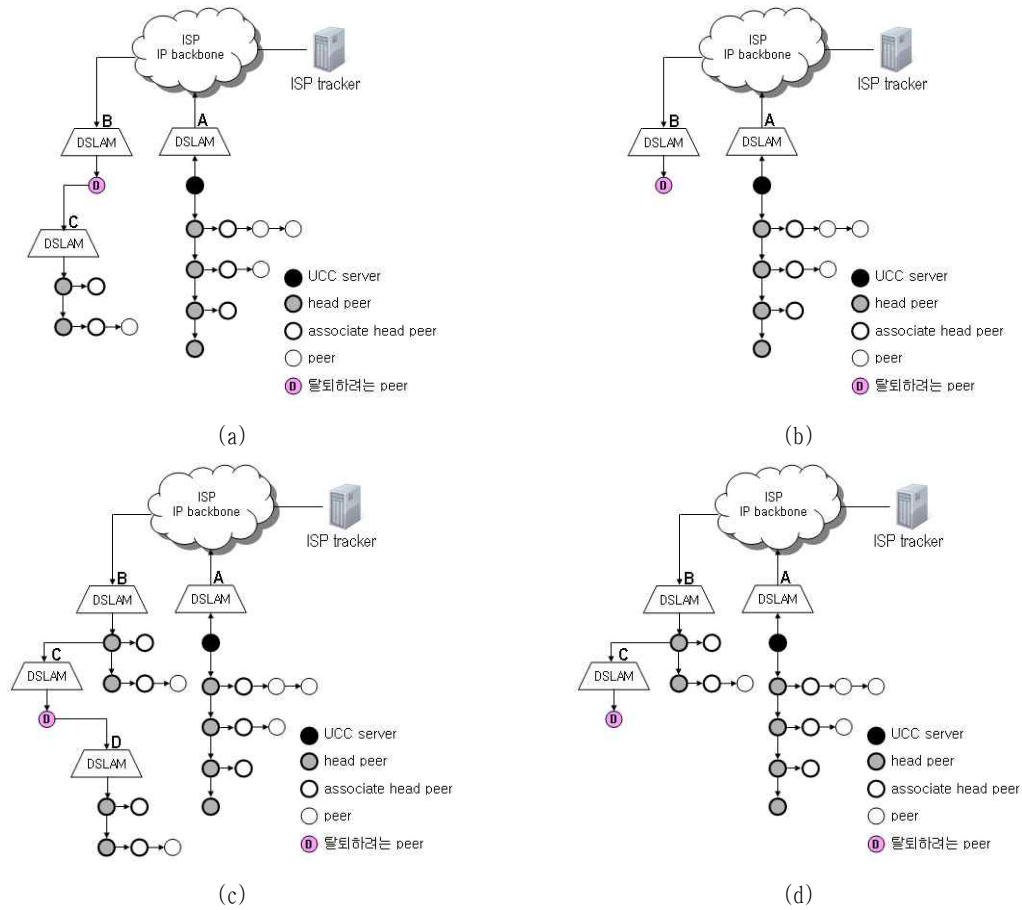 ISP
IP backbone
ISP tracker
B
DSLAM
A
DSLAM
D
C
DSLAM
UCC server
head peer
associate head peer
peer
D 탈퇴하려는 peer
(a)
ISP
IP backbone
ISP tracker
B
DSLAM
A
DSLAM
D
UCC server
head peer
associate head peer
peer
D 탈퇴하려는 peer
(b)
ISP
IP backbone
ISP tracker
B
DSLAM
A
DSLAM
C
DSLAM
D
D
DSLAM
UCC server
head peer
associate head peer
peer
D 탈퇴하려는 peer
(c)
ISP
IP backbone
ISP tracker
B
DSLAM
A
DSLAM
C
DSLAM
D
UCC server
head peer
associate head peer
peer
D 탈퇴하려는 peer
(d)